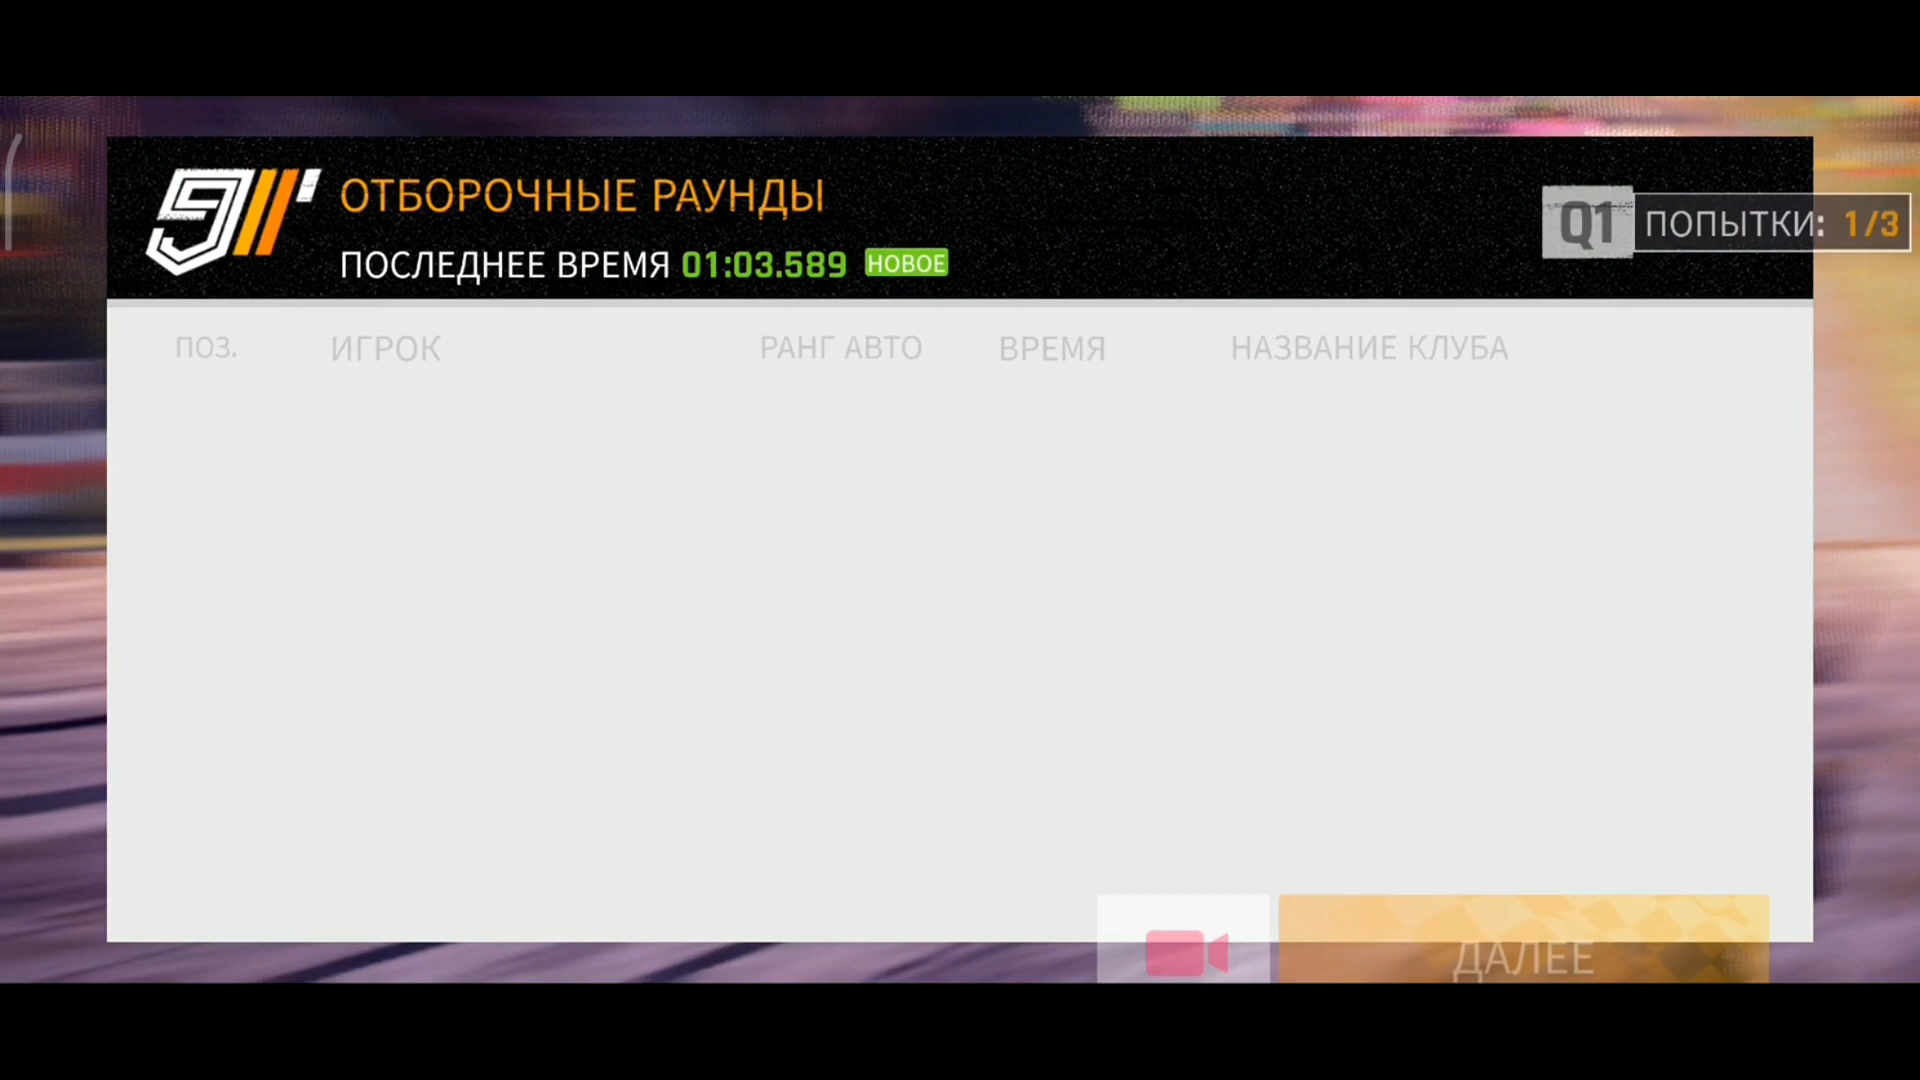 ОТБОРОЧНЫЕ РАУНДЫ
ПОСЛЕДНЕЕ ВРЕМЯ 01:03.589 НОВОЕ
Q1 ПОПЫТКИ: 1/3
ПОЗ. ИГРОК РАНГ АВТО ВРЕМЯ НАЗВАНИЕ КЛУБА
ДАЛЕЕ